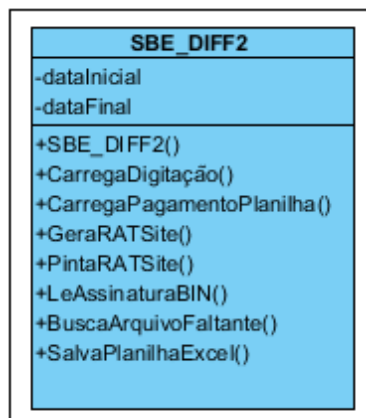 SBE_DIFF2
-dataInicial
-dataFinal
+SBE_DIFF2()
+CarregaDigitação()
+CarregaPagamentoPlanilha()
+GeraRATSite()
+PintaRATSite()
+LeAssinaturaBIN()
+BuscaArquivoFaltante()
+SalvaPlanilhaExcel()